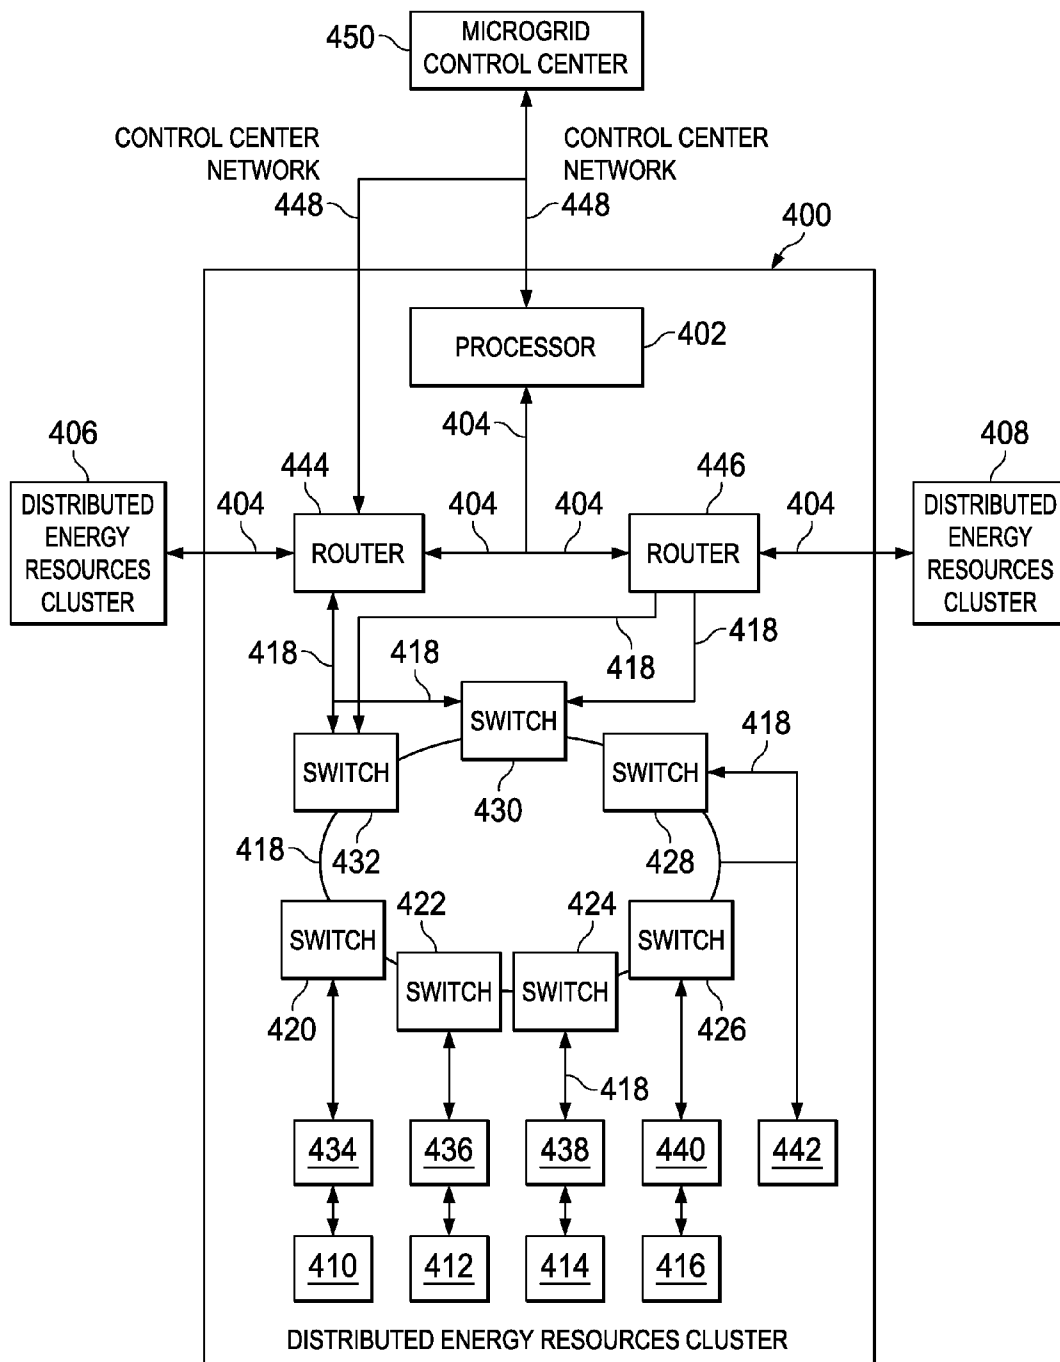 450
MICROGRID
CONTROL CENTER
CONTROL CENTER
NETWORK
CONTROL CENTER
NETWORK
448
448
400
PROCESSOR
402
404
406
DISTRIBUTED
ENERGY
RESOURCES
CLUSTER
404
444
ROUTER
404
404
446
ROUTER
404
408
DISTRIBUTED
ENERGY
RESOURCES
CLUSTER
418
418
418
418
SWITCH
430
SWITCH
432
SWITCH
428
418
418
422
424
SWITCH
420
SWITCH
SWITCH
SWITCH
426
418
434
436
438
440
442
410
412
414
416
DISTRIBUTED ENERGY RESOURCES CLUSTER